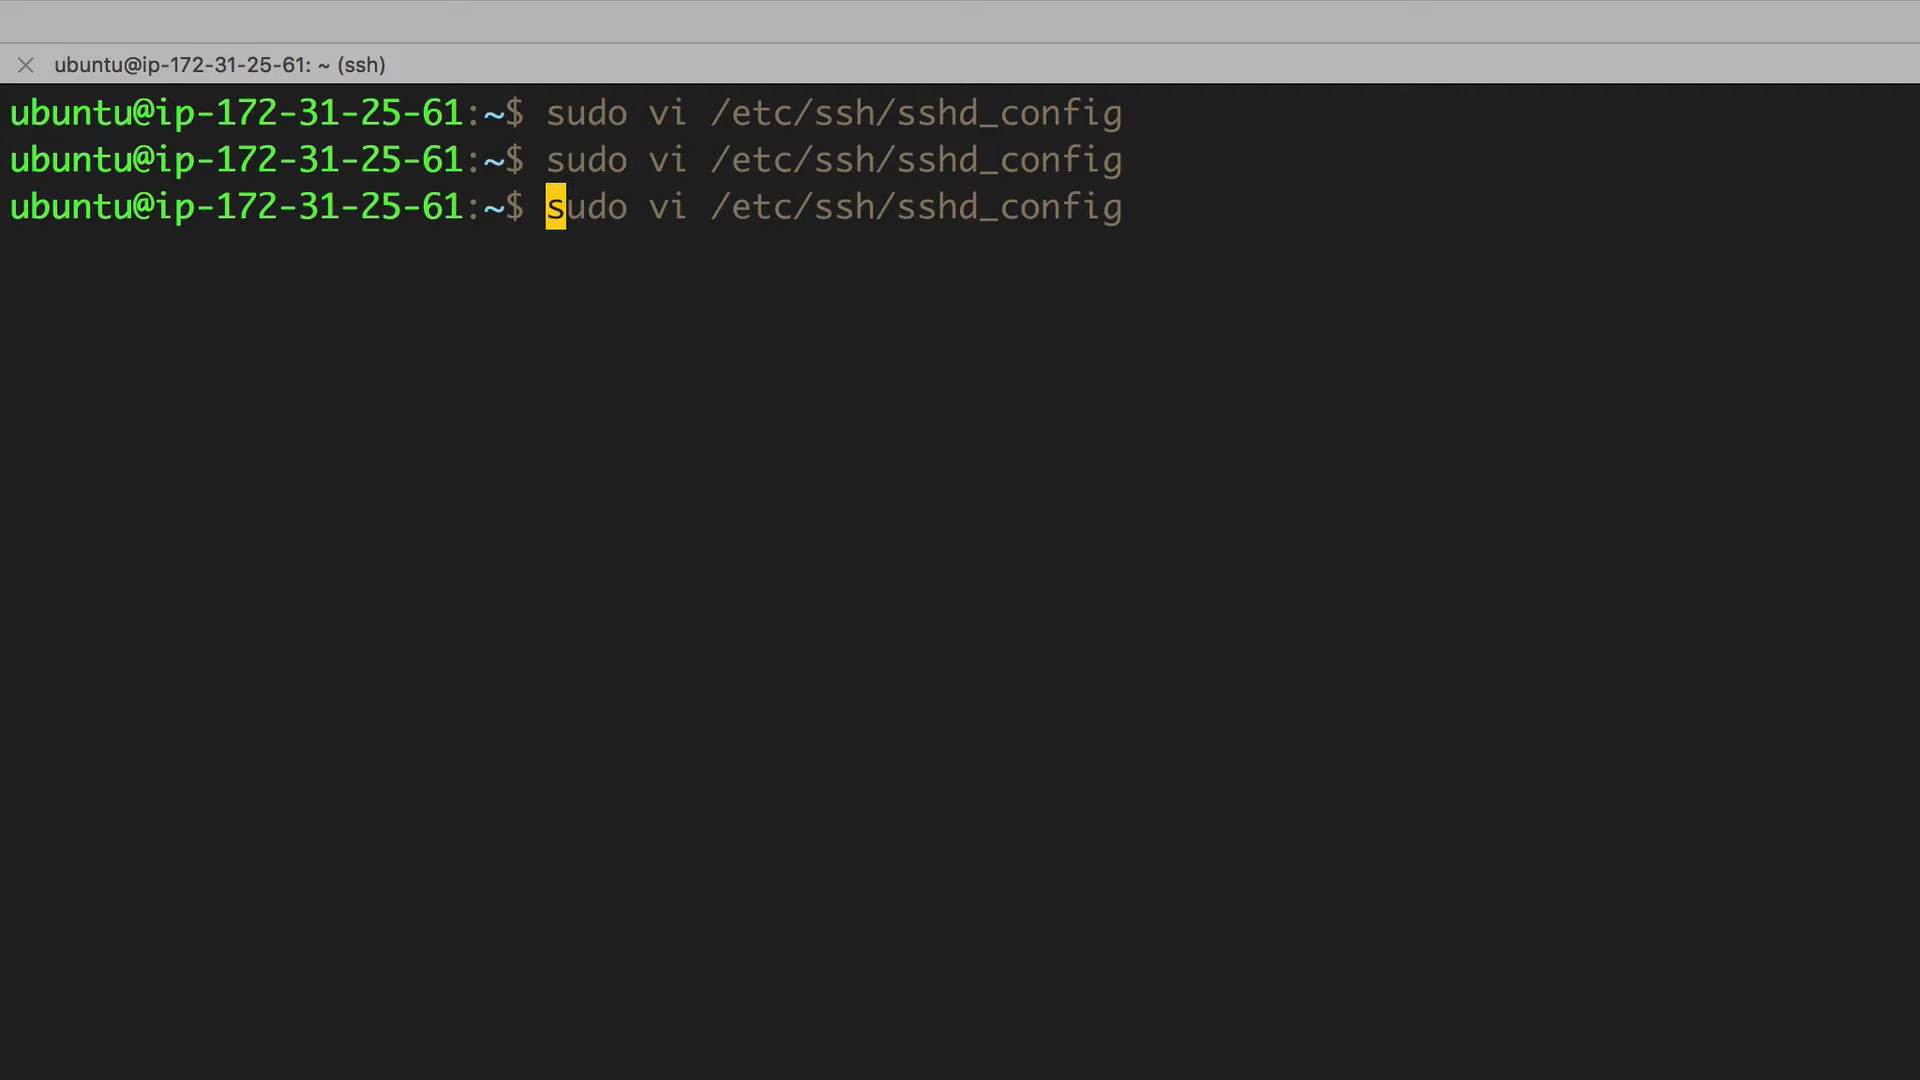 ubuntu@ip-172-31-25-61: ~ (ssh)
ubuntu@ip-172-31-25-61:~$ sudo vi /etc/ssh/sshd_config
ubuntu@ip-172-31-25-61:~$ sudo vi /etc/ssh/sshd_config
ubuntu@ip-172-31-25-61:~$ sudo vi /etc/ssh/sshd_config